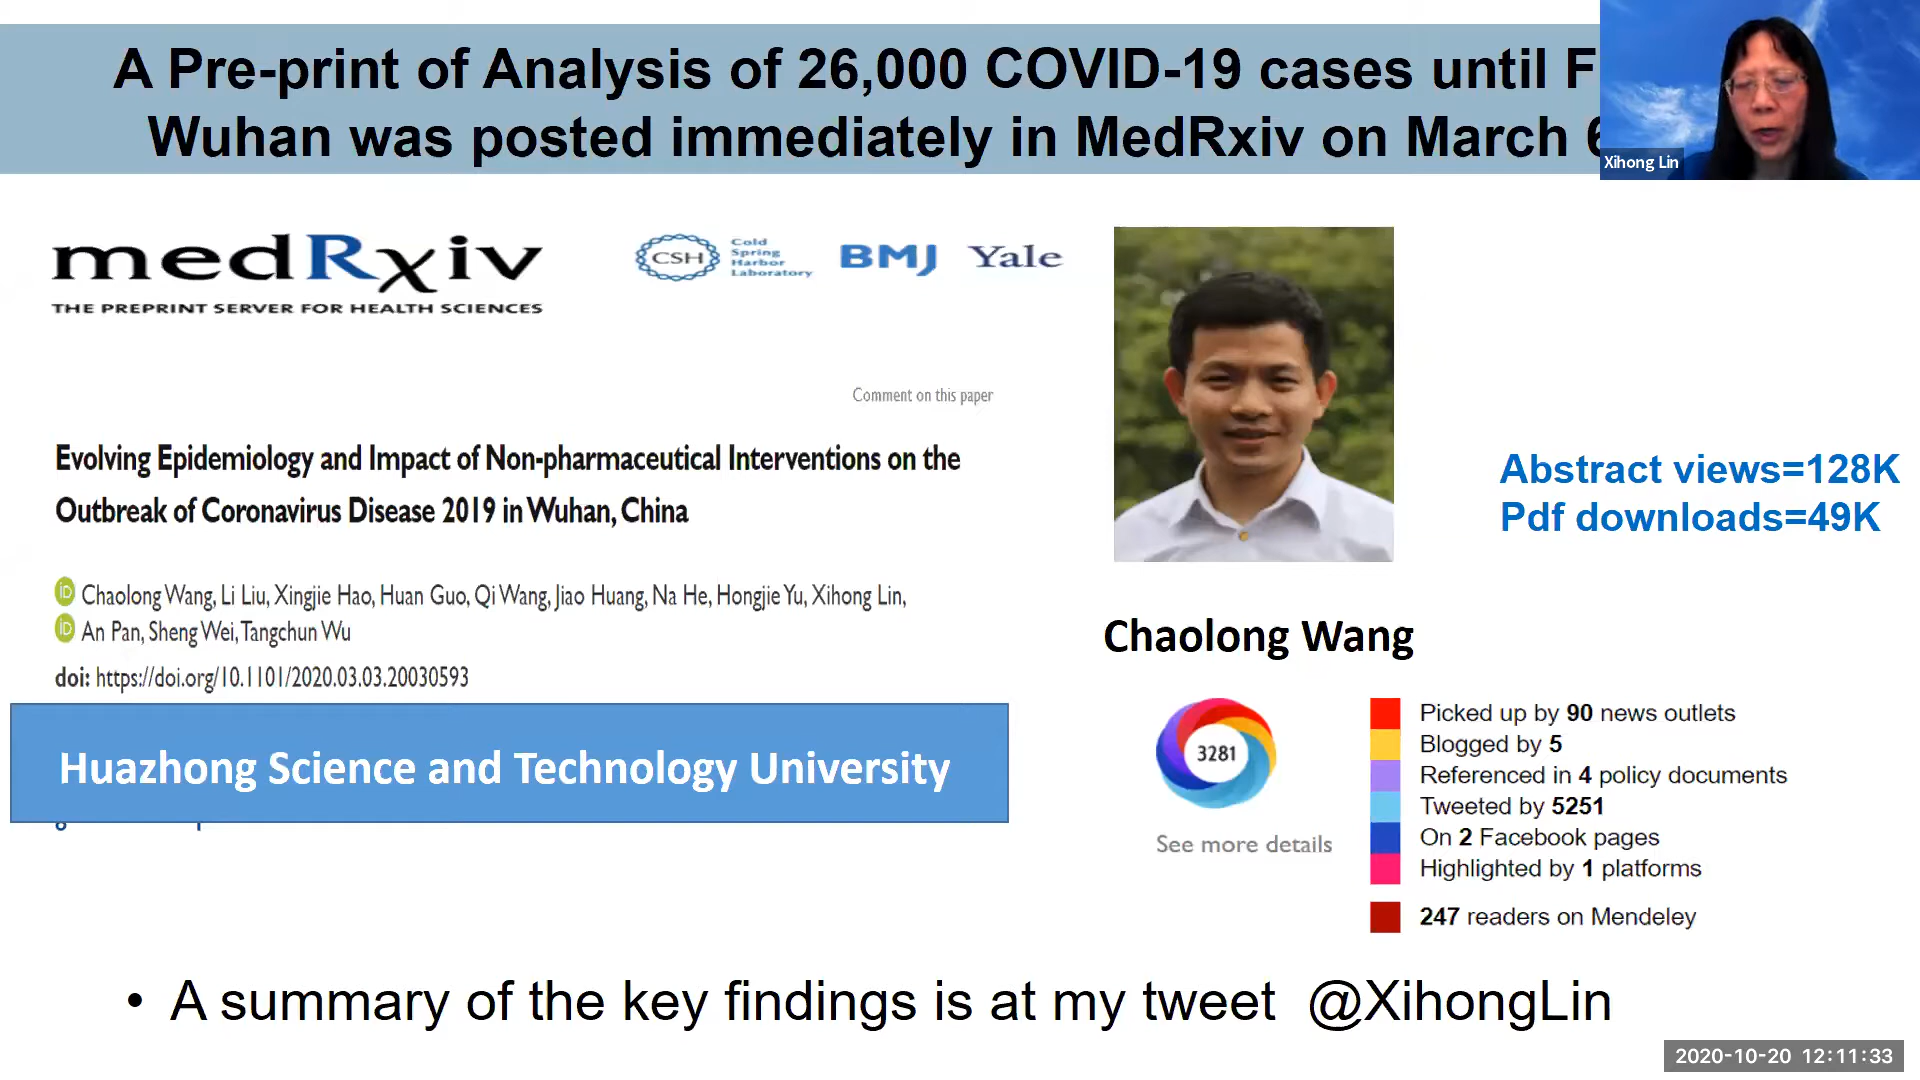 A Pre-print of Analysis of 26,000 COVID-19 cases until F
Wuhan was posted immediately in MedRxiv on March 6
Xihong Lin
medRxiv
THE PREPRINT SERVER FOR HEALTH SCIENCES
CSH
Cold
Spring
Harbor
Laboratory
BMJ
Yale
Comment on this paper
Evolving Epidemiology and Impact of Non-pharmaceutical Interventions on the
Outbreak of Coronavirus Disease 2019 in Wuhan, China
iD Chaolong Wang, Li Liu, Xingjie Hao, Huan Guo, Qi Wang, Jiao Huang, Na He, Hongjie Yu, Xihong Lin,
iD An Pan, Sheng Wei, Tangchun Wu
doi: https://doi.org/10.1101/2020.03.03.20030593
Huazhong Science and Technology University
Abstract views=128K
Pdf downloads=49K
Chaolong Wang
3281
See more details
Picked up by 90 news outlets
Blogged by 5
Referenced in 4 policy documents
Tweeted by 5251
On 2 Facebook pages
Highlighted by 1 platforms
247 readers on Mendeley
• A summary of the key findings is at my tweet @XihongLin
2020-10-20 12:11:33